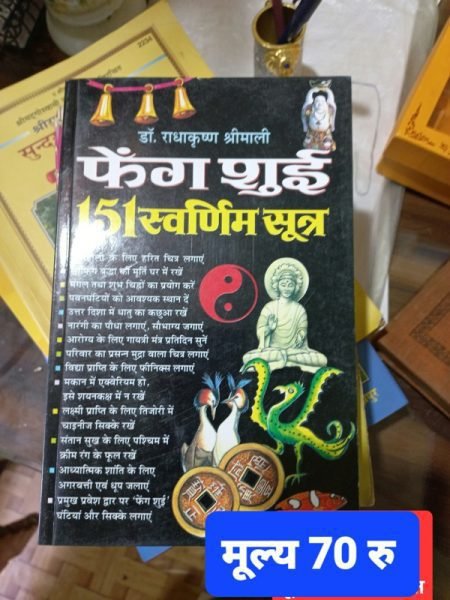 2234
डॉ. राधाकृष्ण श्रीमाली
फेंग शुई
151 स्वर्णिम सूत्र
के लिए हरित चित्र लगाएं
बुद्धा की मूर्ति घर में रखें
मंगल तथा शुभ चिह्नों का प्रयोग करें
पवनघंटियों को आवश्यक स्थान दें
उत्तर दिशा में धातु का कछुआ रखें
नारंगी का पौधा लगाएं, सौभाग्य जगाएं
आरोग्य के लिए गायत्री मंत्र प्रतिदिन सुनें
परिवार का प्रसन्न मुद्रा वाला चित्र लगाएं
विद्या प्राप्ति के लिए फीनिक्स लगाएं
मकान में एक्वेरियम हो,
इसे शयनकक्ष में न रखें
लक्ष्मी प्राप्ति के लिए तिजोरी में
चाइनीज सिक्के रखें
संतान सुख के लिए पश्चिम में
क्रीम रंग के फूल रखें
आध्यात्मिक शांति के लिए
अगरबत्ती एवं धूप जलाएं
प्रमुख प्रवेश द्वार पर 'फेंग शुई'
घंटियां और सिक्के लगाएं
मूल्य 70 रु